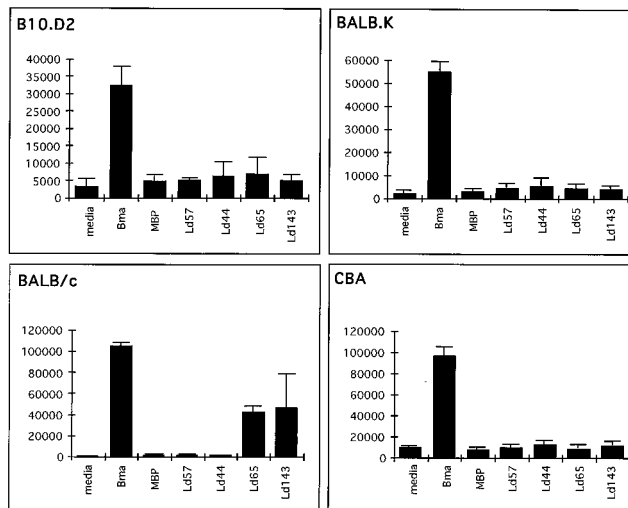 B10.D2
40000
35000
30000
25000
20000
15000
10000
5000
0
media
Bma
MBP
Ld57
Ld44
Ld65
Ld143
BALB.K
60000
50000
40000
30000
20000
10000
0
media
Bma
MBP
Ld57
Ld44
Ld65
Ld143
BALB/c
120000
100000
80000
60000
40000
20000
0
media
Bma
MBP
Ld57
Ld44
Ld65
Ld143
CBA
120000
100000
80000
60000
40000
20000
0
media
Bma
MBP
Ld57
Ld44
Ld65
Ld143